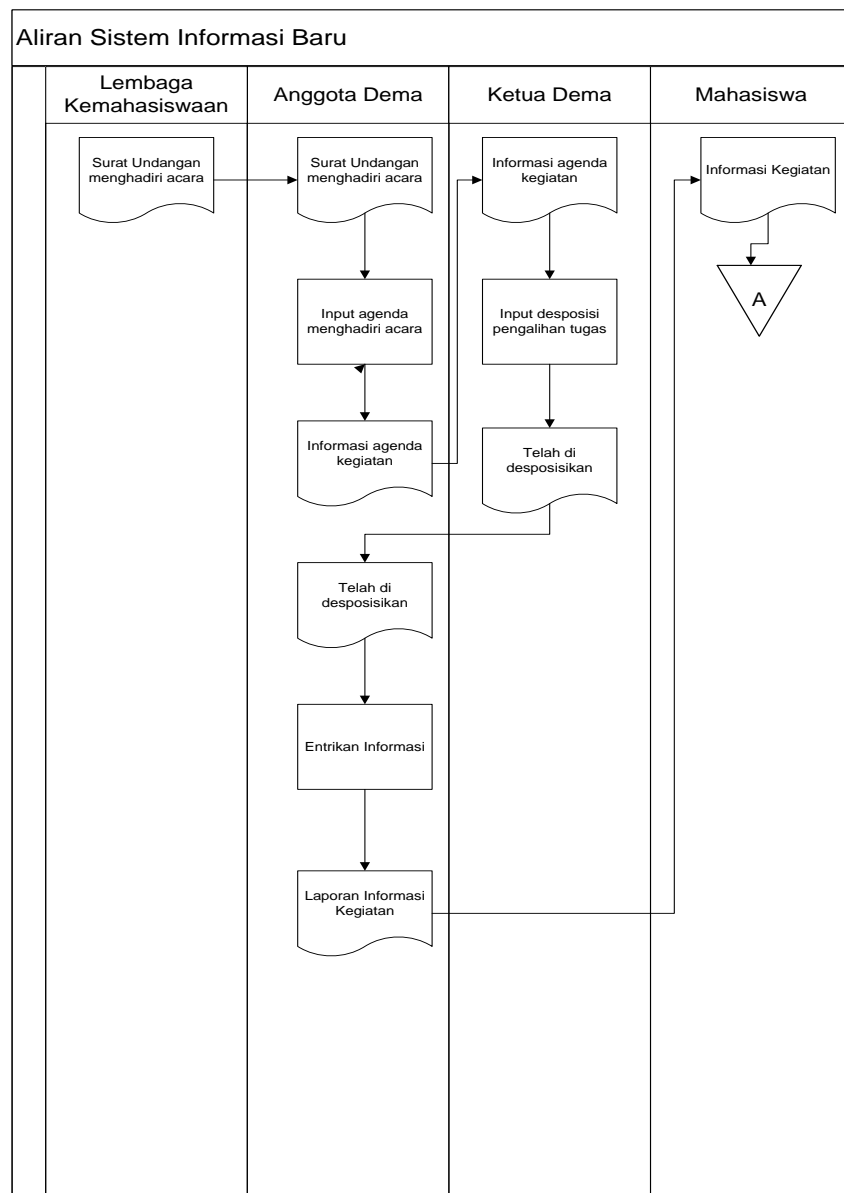 Aliran Sistem Informasi Baru
Lembaga
Kemahasiswaan
Anggota Dema
Ketua Dema
Mahasiswa
Surat Undangan
menghadiri acara
Surat Undangan
menghadiri acara
Informasi agenda
kegiatan
Informasi Kegiatan
A
Input agenda
menghadiri acara
Input desposisi
pengalihan tugas
Informasi agenda
kegiatan
Telah di
desposisikan
Telah di
desposisikan
Entrikan Informasi
Laporan Informasi
Kegiatan